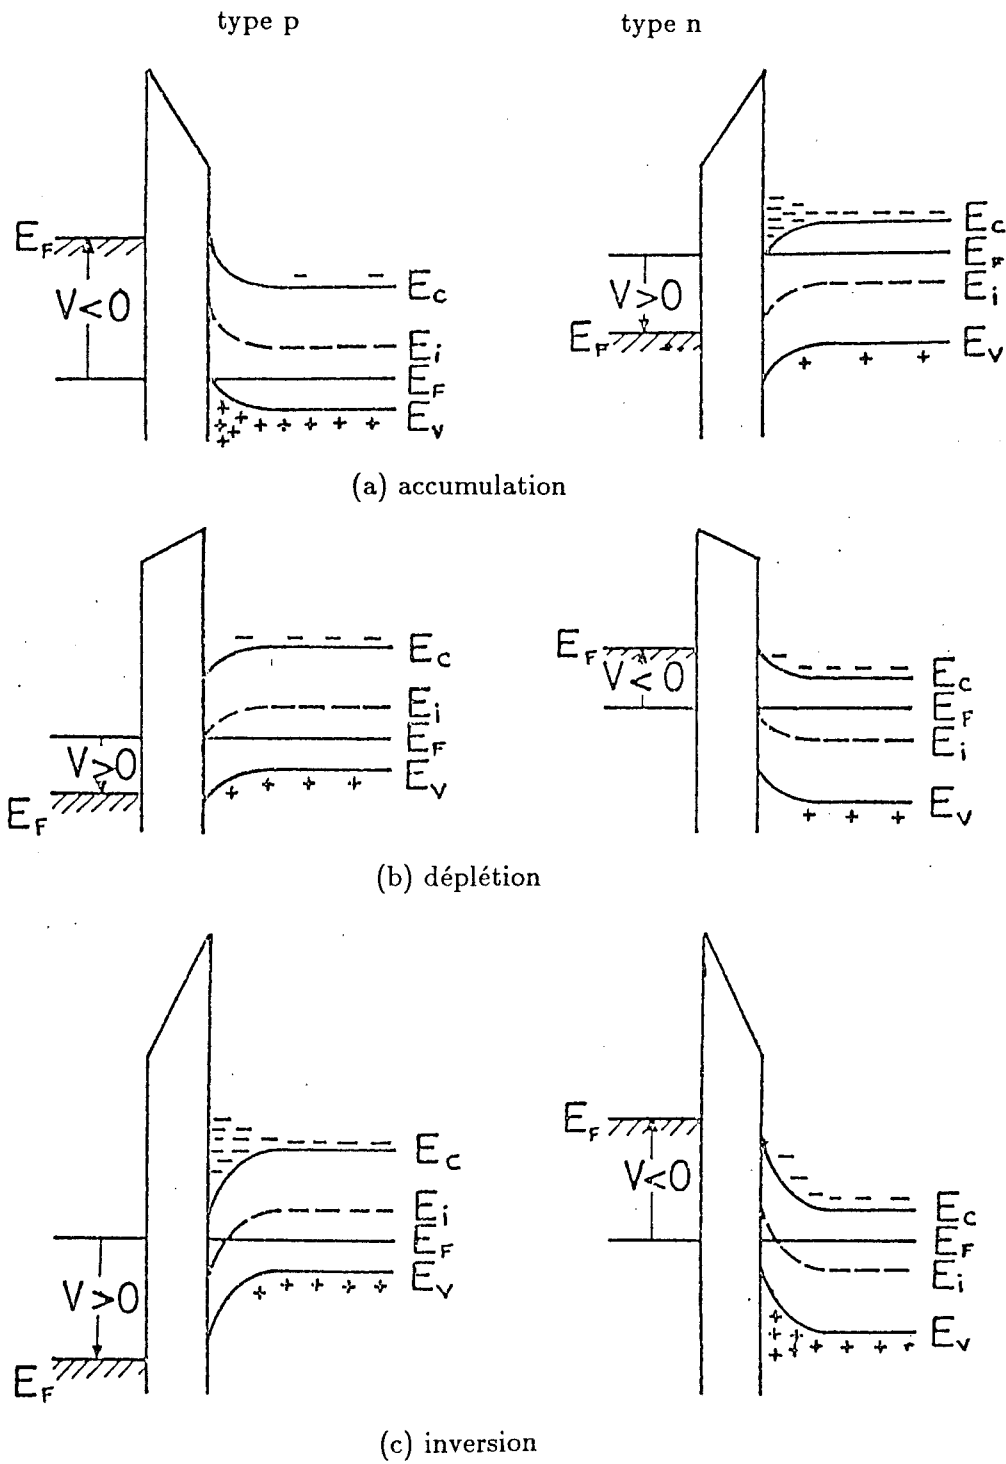 type p
type n
E_F
V<0
E_c
E_i
E_F
E_v
E_c
E_F
E_i
E_v
V>0
E_F
(a) accumulation
E_c
E_i
E_F
E_v
V>0
E_F
E_F
V<0
E_c
E_F
E_i
E_v
(b) déplétion
E_c
E_i
E_F
E_v
V>0
E_F
E_F
V<0
E_c
E_F
E_i
E_v
(c) inversion